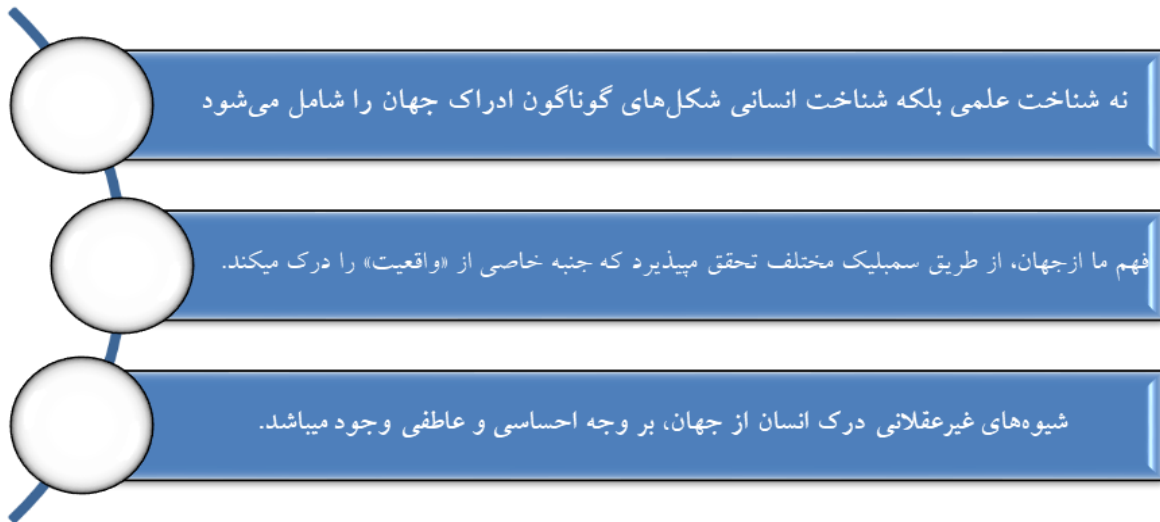 نه شناخت علمی بلکه شناخت انسانی شکل‌های گوناگون ادراک جهان را شامل می‌شود
فهم ما ازجهان، از طریق سمبلیک مختلف تحقق میپذیرد که جنبه خاصی از «واقعیت» را درک میکند.
شیوه‌های غیرعقلانی درک انسان از جهان، بر وجه احساسی و عاطفی وجود میباشد.